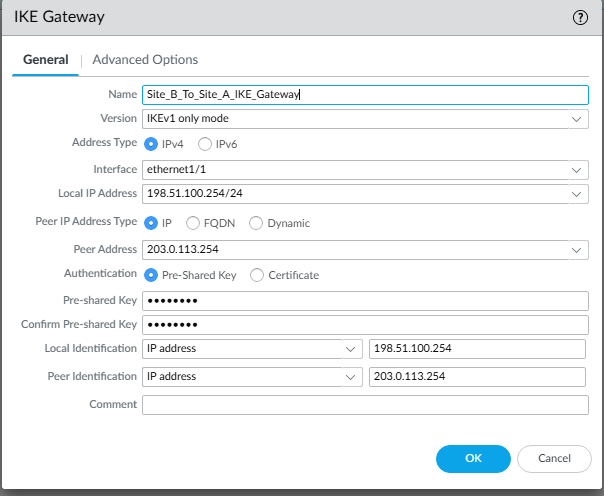 IKE Gateway ?
General Advanced Options
Name Site_B_To_Site_A_IKE_Gateway
Version IKEv1 only mode
Address Type IPv4 IPv6
Interface ethernet1/1
Local IP Address 198.51.100.254/24
Peer IP Address Type IP FQDN Dynamic
Peer Address 203.0.113.254
Authentication Pre-Shared Key Certificate
Pre-shared Key ••••••••
Confirm Pre-shared Key ••••••••
Local Identification IP address 198.51.100.254
Peer Identification IP address 203.0.113.254
Comment
OK Cancel